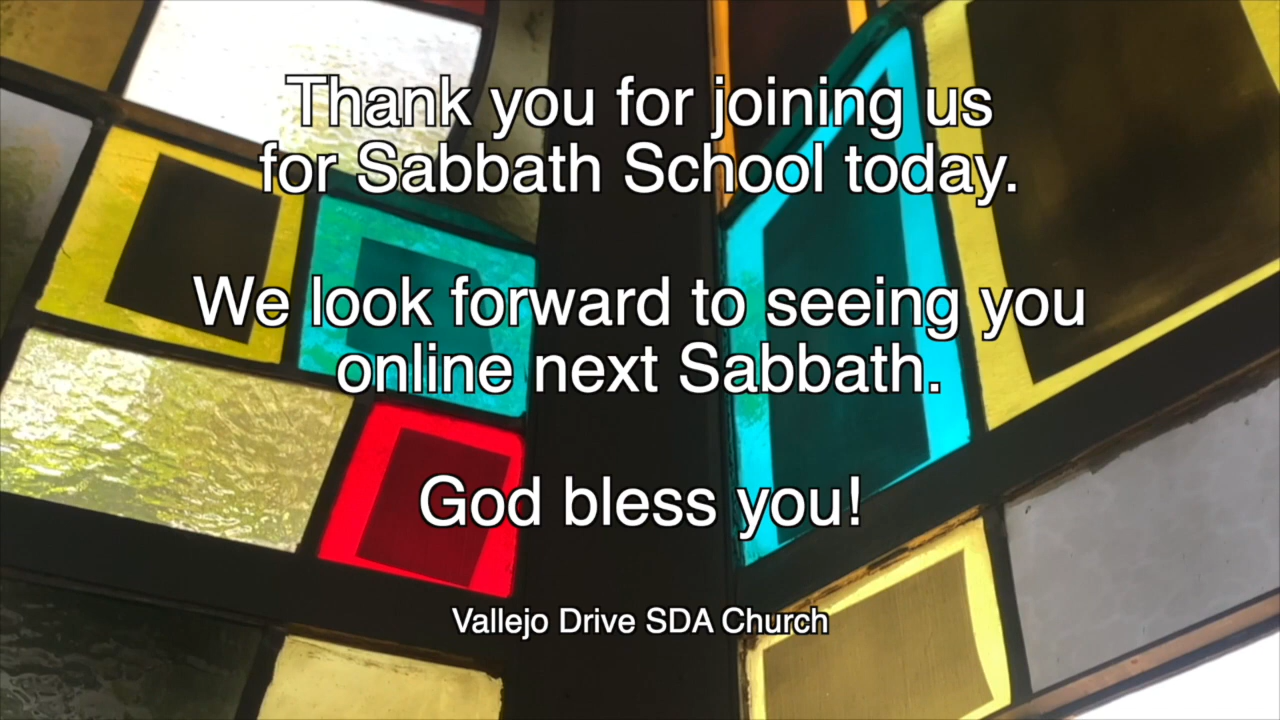 Thank you for joining us
for Sabbath School today.
We look forward to seeing you
online next Sabbath.
God bless you!
Vallejo Drive SDA Church